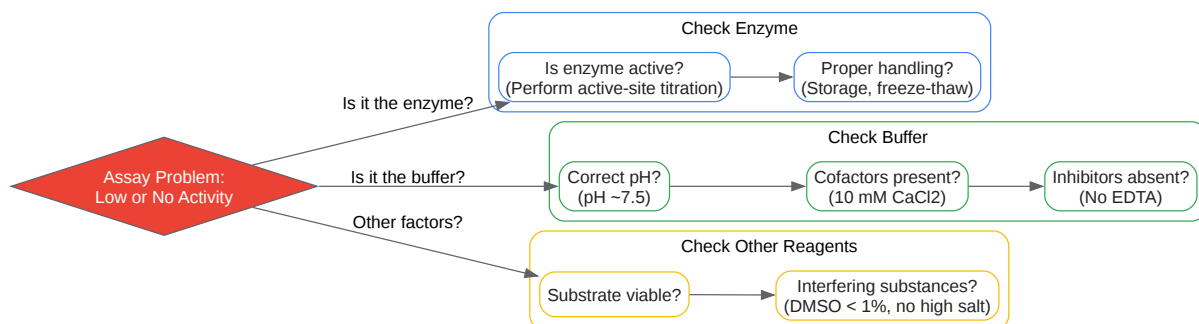 Check Enzyme
Is enzyme active?
(Perform active-site titration)
Proper handling?
(Storage, freeze-thaw)
Is it the enzyme?
Check Buffer
Assay Problem:
Low or No Activity
Is it the buffer?
Correct pH?
(pH ~7.5)
Cofactors present?
(10 mM CaCl2)
Inhibitors absent?
(No EDTA)
Other factors?
Check Other Reagents
Substrate viable?
Interfering substances?
(DMSO < 1%, no high salt)